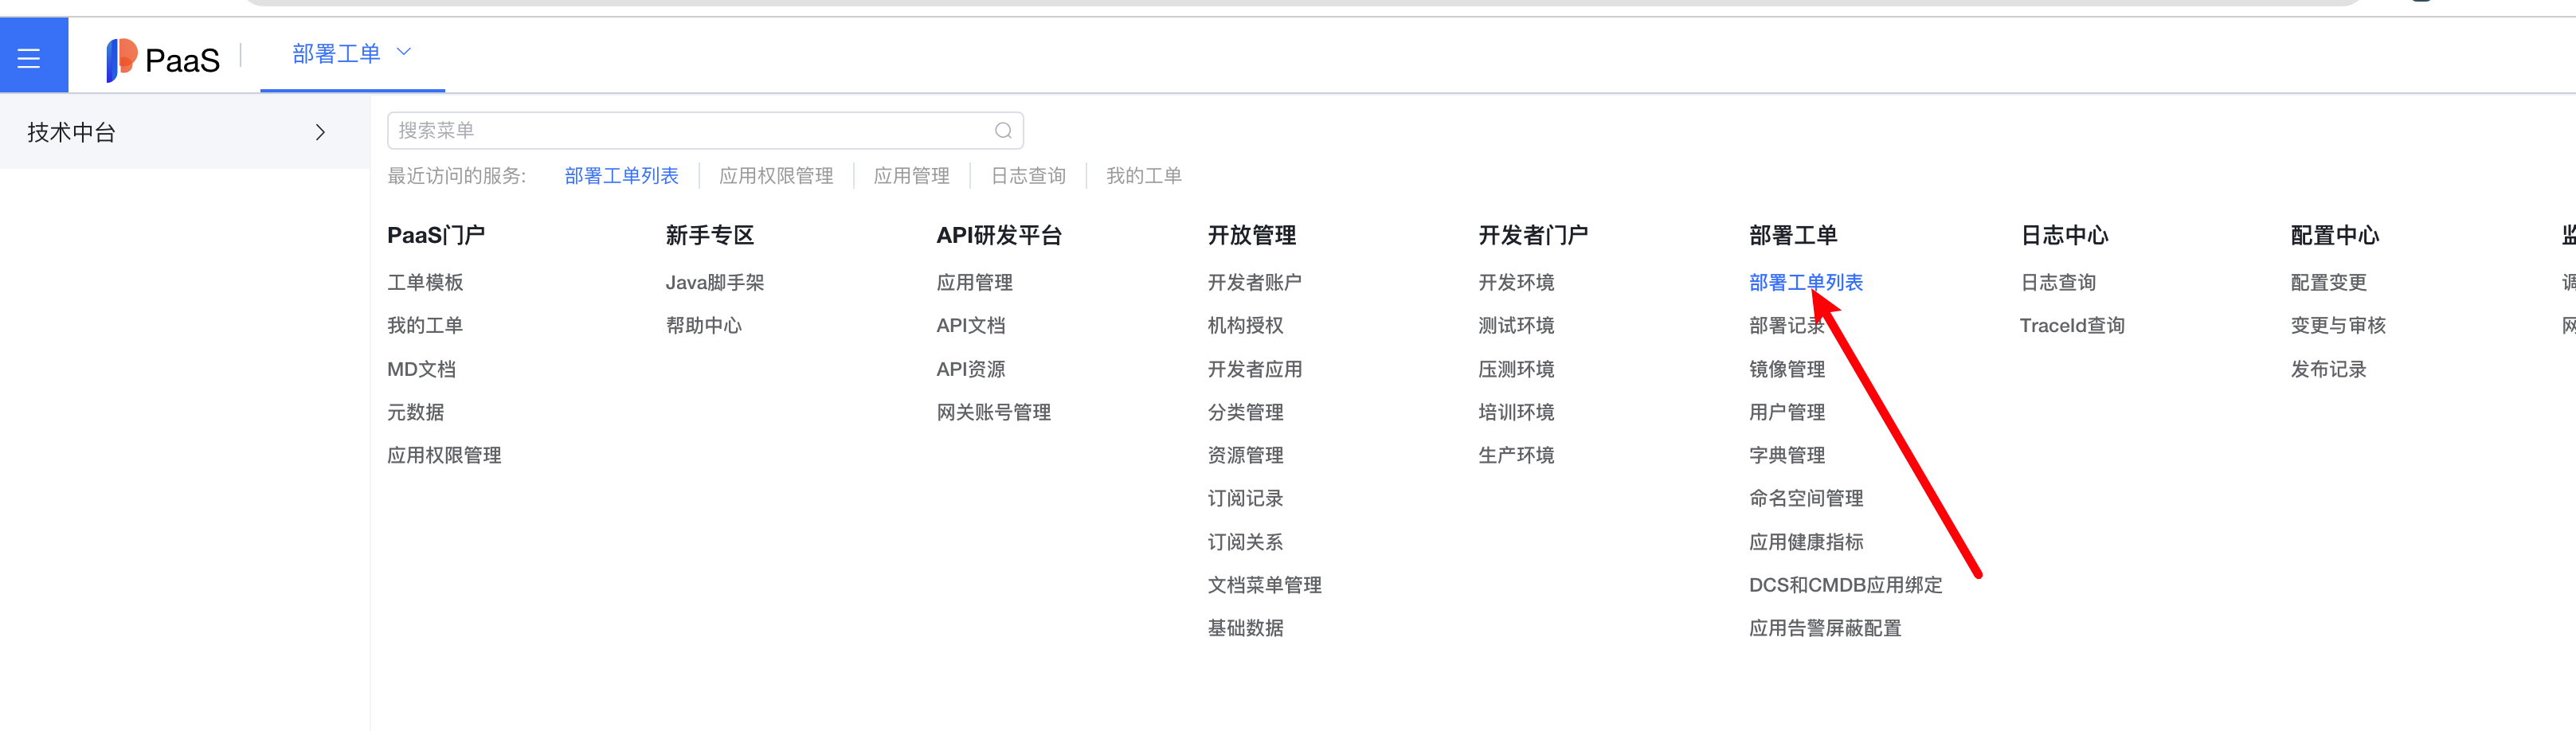 PaaS
部署工单
技术中台
搜索菜单
最近访问的服务: 部署工单列表 应用权限管理 应用管理 日志查询 我的工单
PaaS门户
工单模板
我的工单
MD文档
元数据
应用权限管理
新手专区
Java脚手架
帮助中心
API研发平台
应用管理
API文档
API资源
网关账号管理
开放管理
开发者账户
机构授权
开发者应用
分类管理
资源管理
订阅记录
订阅关系
文档菜单管理
基础数据
开发者门户
开发环境
测试环境
压测环境
培训环境
生产环境
部署工单
部署工单列表
部署记录
镜像管理
用户管理
字典管理
命名空间管理
应用健康指标
DCS和CMDB应用绑定
应用告警屏蔽配置
日志中心
日志查询
TraceId查询
配置中心
配置变更
变更与审核
发布记录